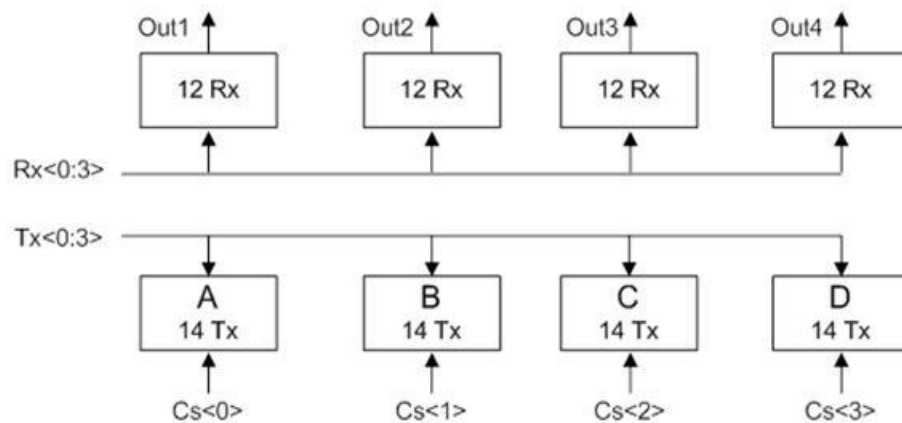 Out1 Out2 Out3 Out4
12 Rx 12 Rx 12 Rx 12 Rx
Rx<0:3>
Tx<0:3>
A B C D
14 Tx 14 Tx 14 Tx 14 Tx
Cs<0> Cs<1> Cs<2> Cs<3>